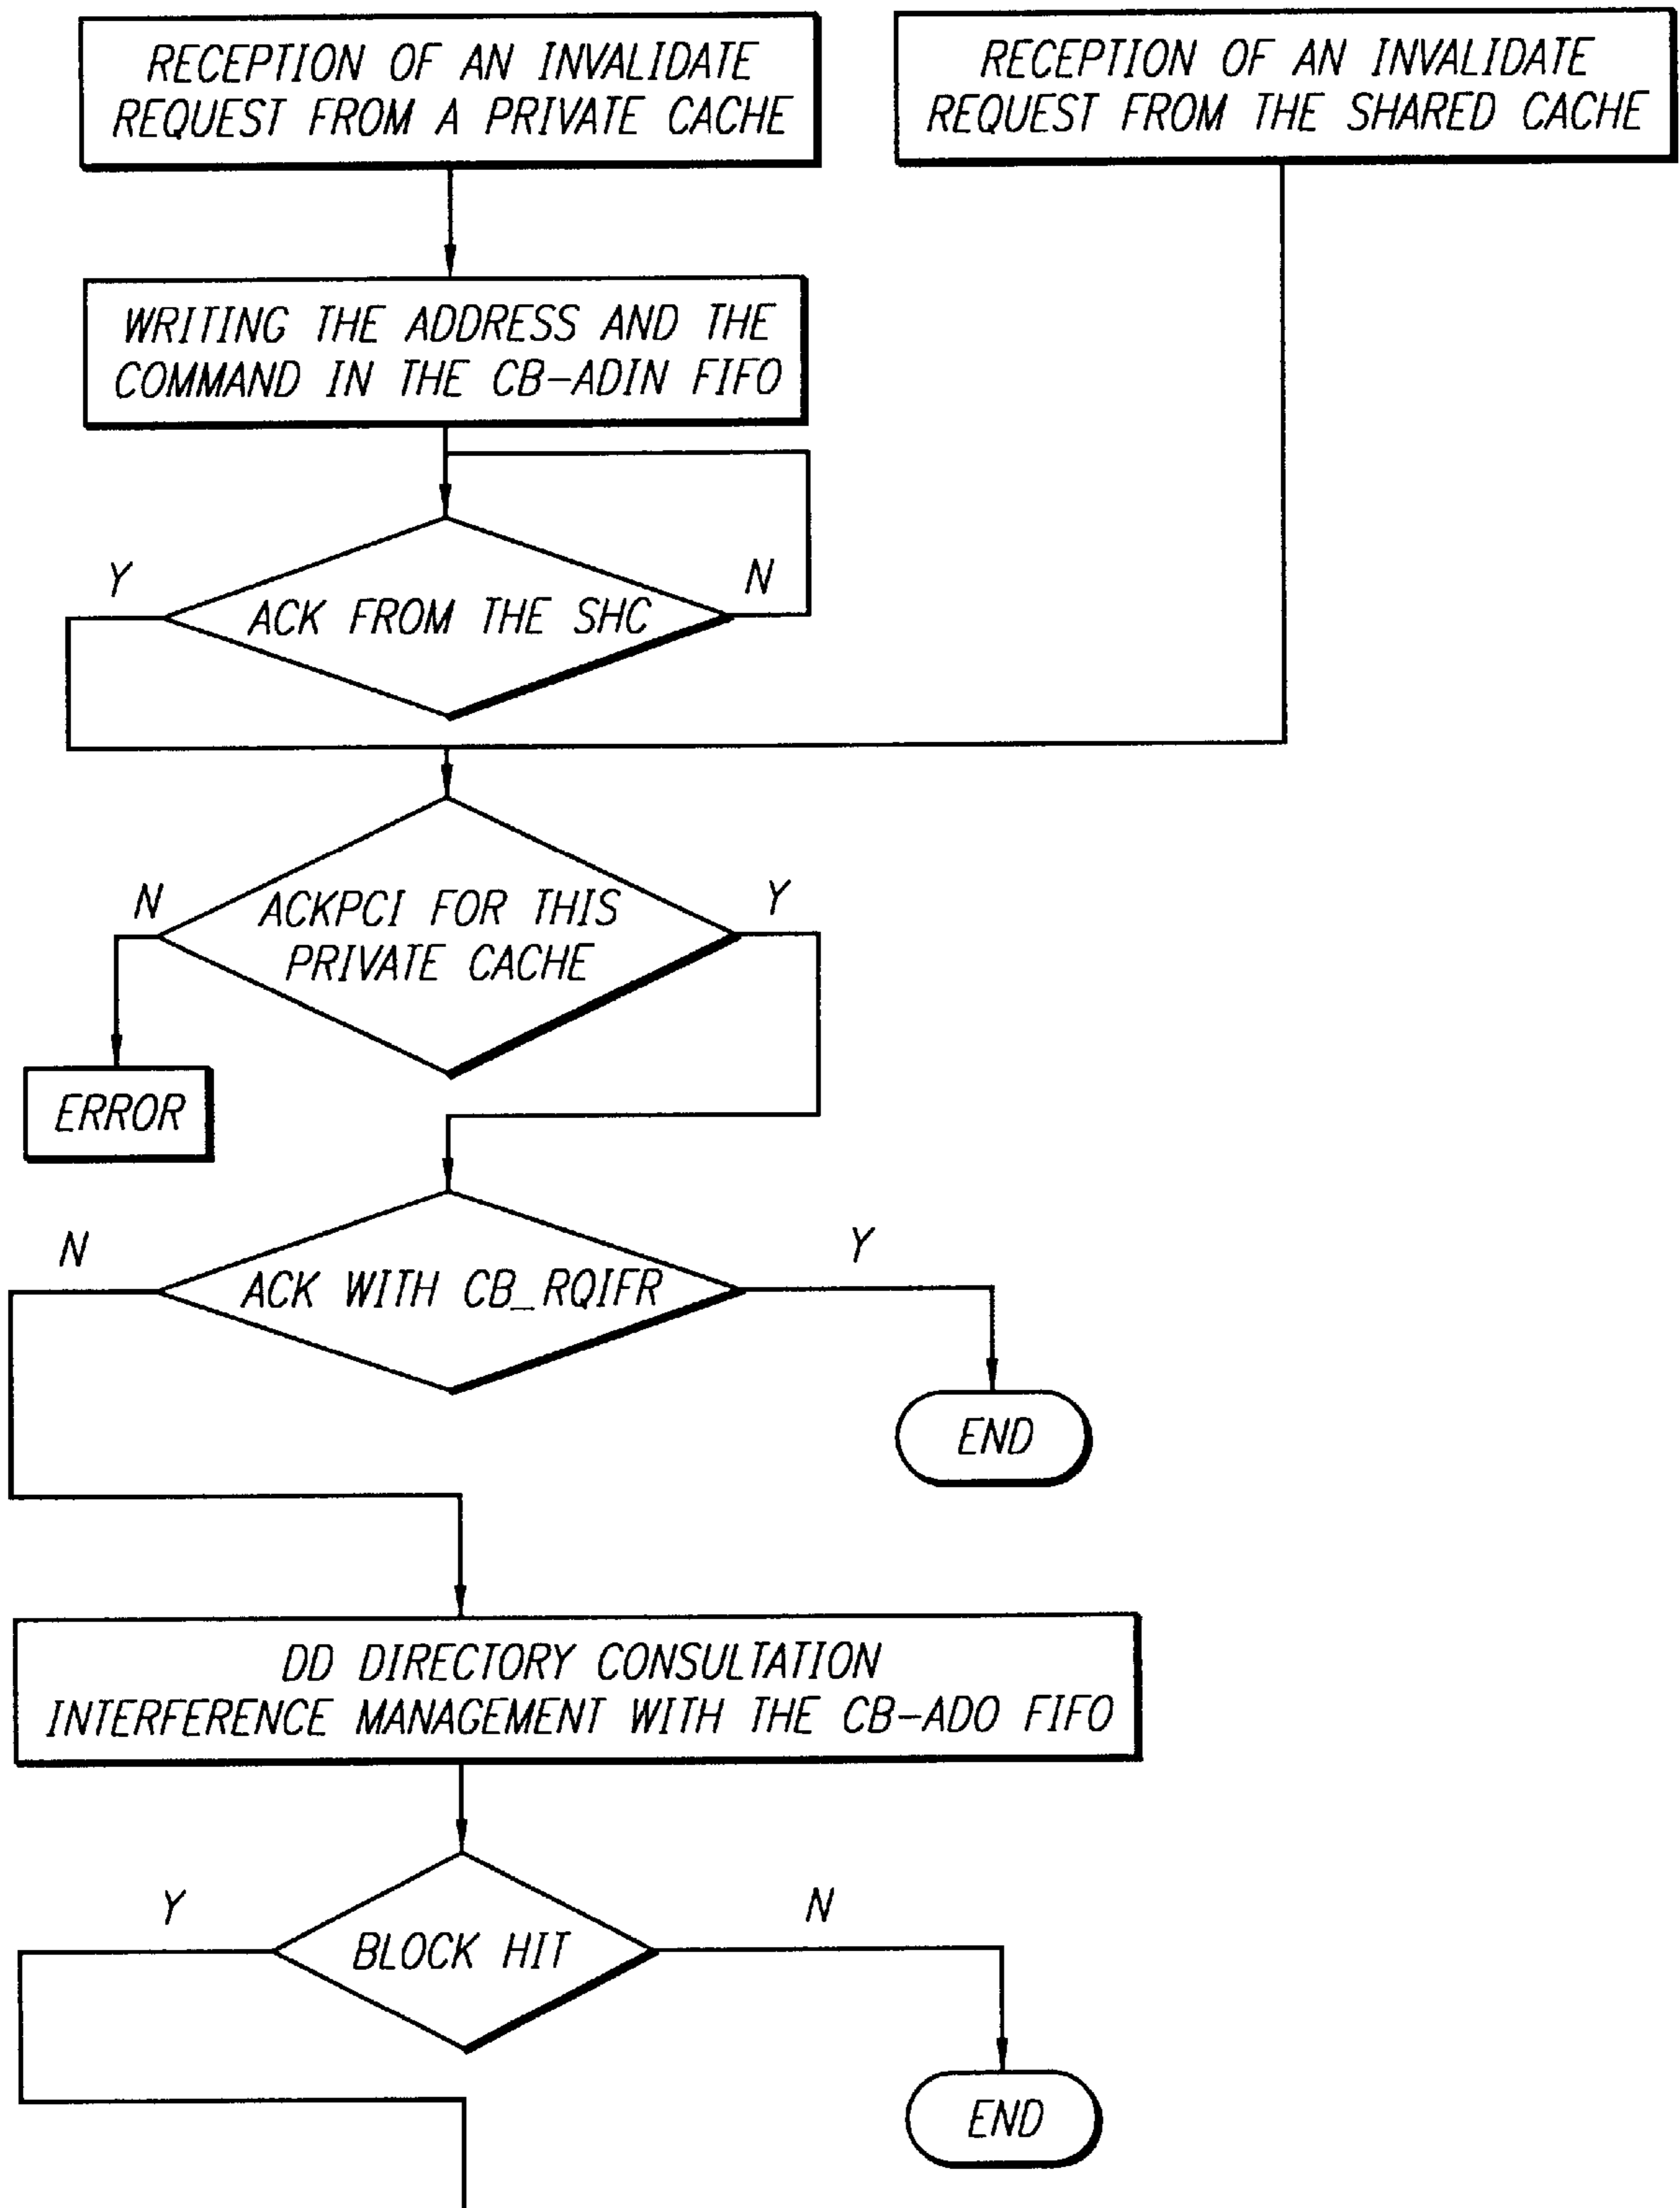 RECEPTION OF AN INVALIDATE
REQUEST FROM A PRIVATE CACHE
RECEPTION OF AN INVALIDATE
REQUEST FROM THE SHARED CACHE
WRITING THE ADDRESS AND THE
COMMAND IN THE CB-ADIN FIFO
Y
N
ACK FROM THE SHC
N
Y
ACKPCI FOR THIS
PRIVATE CACHE
ERROR
N
Y
ACK WITH CB_RQIFR
END
DD DIRECTORY CONSULTATION
INTERFERENCE MANAGEMENT WITH THE CB-ADO FIFO
Y
N
BLOCK HIT
END